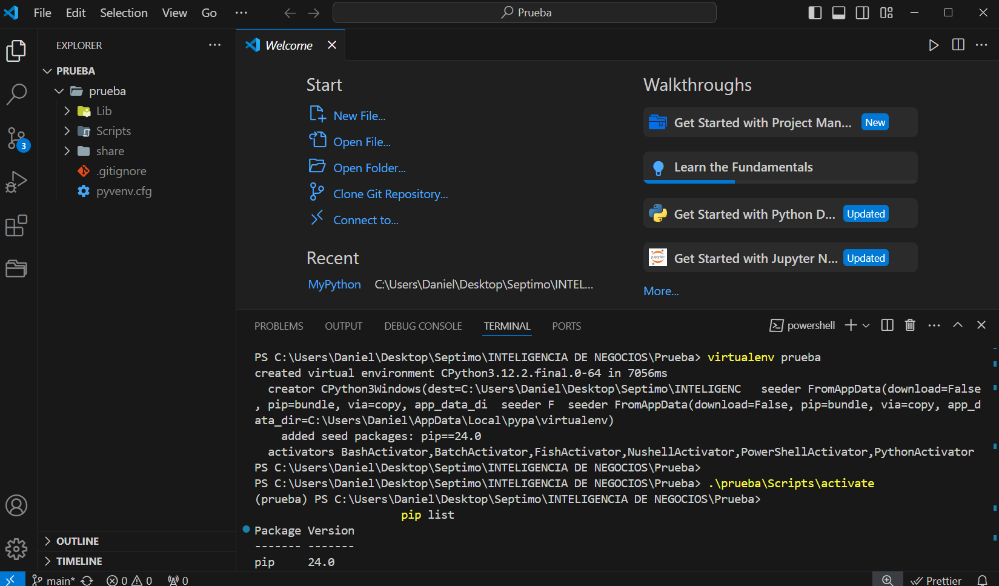 File Edit Selection View Go ···
Prueba
EXPLORER
PRUEBA
prueba
Lib
Scripts
share
.gitignore
pyvenv.cfg
OUTLINE
TIMELINE
3
Welcome
Start
New File...
Open File...
Open Folder...
Clone Git Repository...
Connect to...
Recent
MyPython C:\Users\Daniel\Desktop\Septimo\INTEL...
Walkthroughs
Get Started with Project Man... New
Learn the Fundamentals
Get Started with Python D... Updated
jupyter
Get Started with Jupyter N... Updated
More...
PROBLEMS OUTPUT DEBUG CONSOLE TERMINAL PORTS
powershell
PS C:\Users\Daniel\Desktop\Septimo\INTELIGENCIA DE NEGOCIOS\Prueba> virtualenv prueba
created virtual environment CPython3.12.2.final.0-64 in 7056ms
creator CPython3Windows(dest=C:\Users\Daniel\Desktop\Septimo\INTELIGENC   seeder FromAppData(download=False
, pip=bundle, via=copy, app_data_di  seeder F  seeder FromAppData(download=False, pip=bundle, via=copy, app_d
ata_dir=C:\Users\Daniel\AppData\Local\pypa\virtualenv)
added seed packages: pip==24.0
activators BashActivator,BatchActivator,FishActivator,NushellActivator,PowerShellActivator,PythonActivator
PS C:\Users\Daniel\Desktop\Septimo\INTELIGENCIA DE NEGOCIOS\Prueba>
PS C:\Users\Daniel\Desktop\Septimo\INTELIGENCIA DE NEGOCIOS\Prueba> .\prueba\Scripts\activate
(prueba) PS C:\Users\Daniel\Desktop\Septimo\INTELIGENCIA DE NEGOCIOS\Prueba>
pip list
Package Version
------- -------
pip     24.0
main* 0 0 0 Prettier